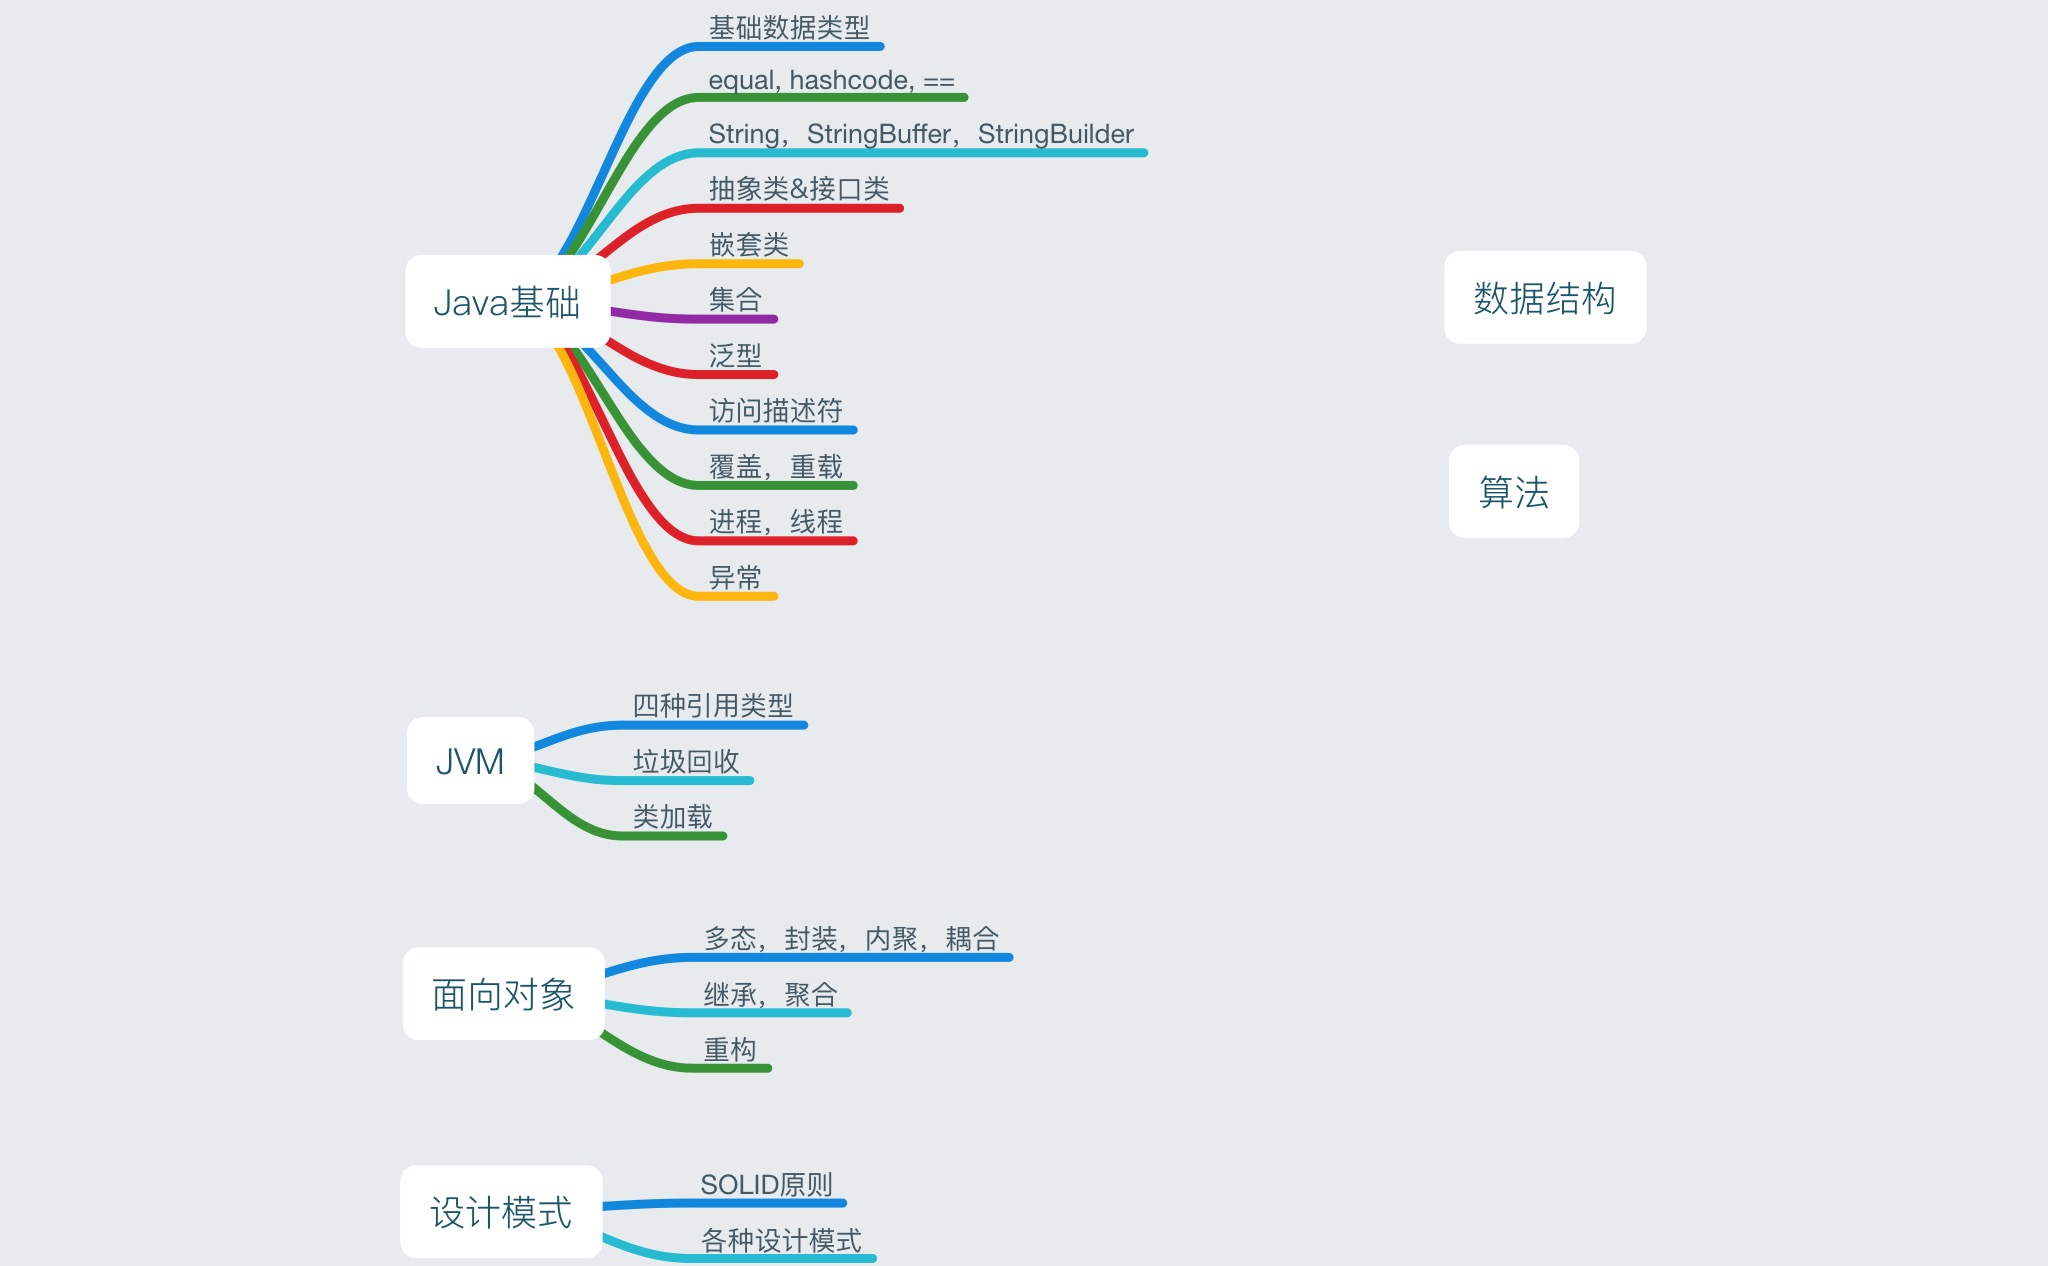 Java基础
基础数据类型
equal, hashcode, ==
String，StringBuffer，StringBuilder
抽象类&接口类
嵌套类
集合
泛型
访问描述符
覆盖，重载
进程，线程
异常
JVM
四种引用类型
垃圾回收
类加载
面向对象
多态，封装，内聚，耦合
继承，聚合
重构
设计模式
SOLID原则
各种设计模式
数据结构
算法